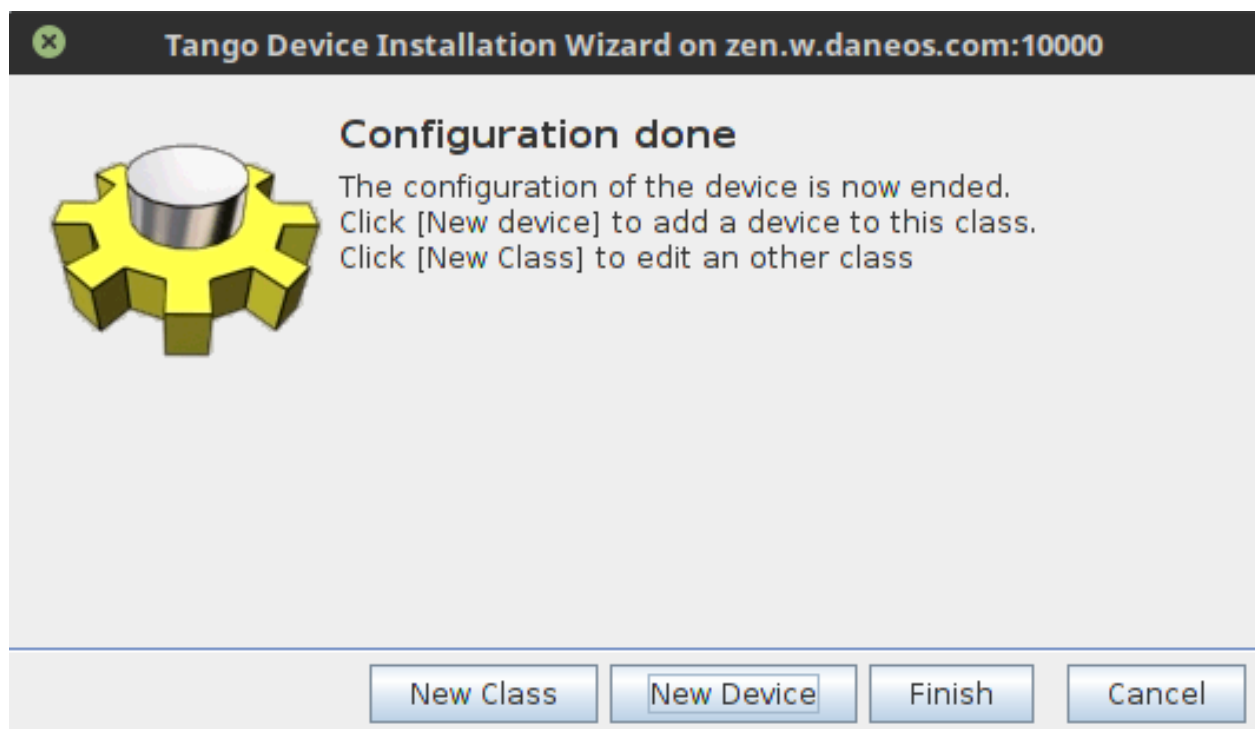 Tango Device Installation Wizard on zen.w.daneos.com:10000
Configuration done
The configuration of the device is now ended.
Click [New device] to add a device to this class.
Click [New Class] to edit an other class
New Class
New Device
Finish
Cancel